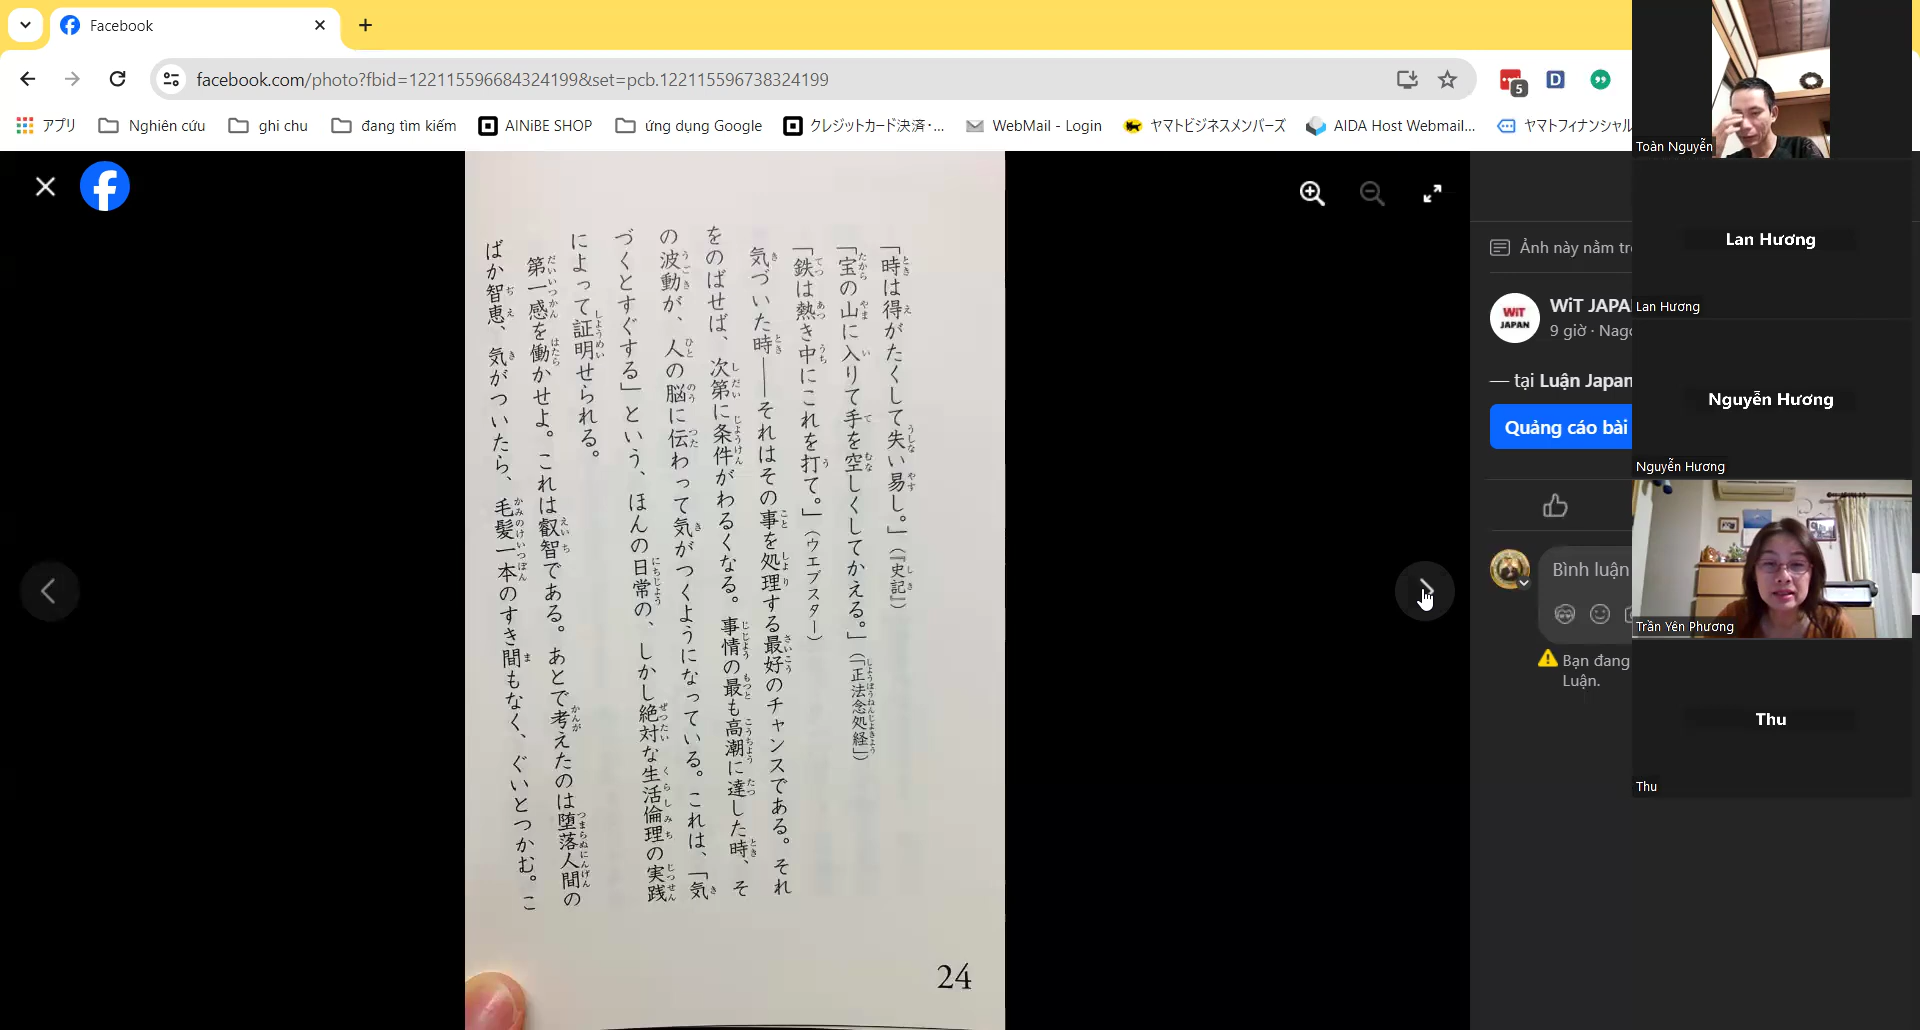 Facebook
facebook.com/photo?fbid=122115596684324199&set=pcb.122115596738324199
5
D
アプリ
Nghiên cứu
ghi chu
đang tìm kiếm
AINiBE SHOP
ứng dụng Google
クレジットカード決済・...
WebMail - Login
ヤマトビジネスメンバーズ
AIDA Host Webmail...
ヤマトフィナンシャル
「時は得がたくして失い易し。」（『史記』）
「宝の山に入りて手を空しくしてかえる。」（「正法念処経」）
「鉄は熱き中にこれを打て。」（ウエブスター）
気づいた時――それはその事を処理する最好のチャンスである。それ
をのばせば、次第に条件がわるくなる。事情の最も高潮に達した時、そ
の波動が、人の脳に伝わって気がつくようになっている。これは、「気
づくとすぐする」という、ほんの日常の、しかし絶対な生活倫理の実践
によって証明せられる。
第一感を働かせよ。これは叡智である。あとで考えたのは堕落人間の
ばか智恵、気がついたら、毛髪一本のすき間もなく、ぐいとつかむ。こ
24
Ảnh này nằm tro
WiT JAPAN
WiT JAPA
9 giờ · Nago
— tại Luận Japan
Quảng cáo bài
Bình luận
Bạn đang
Luận.
Toàn Nguyễn
Lan Hương
Lan Hương
Nguyễn Hương
Nguyễn Hương
Trần Yên Phương
Thu
Thu